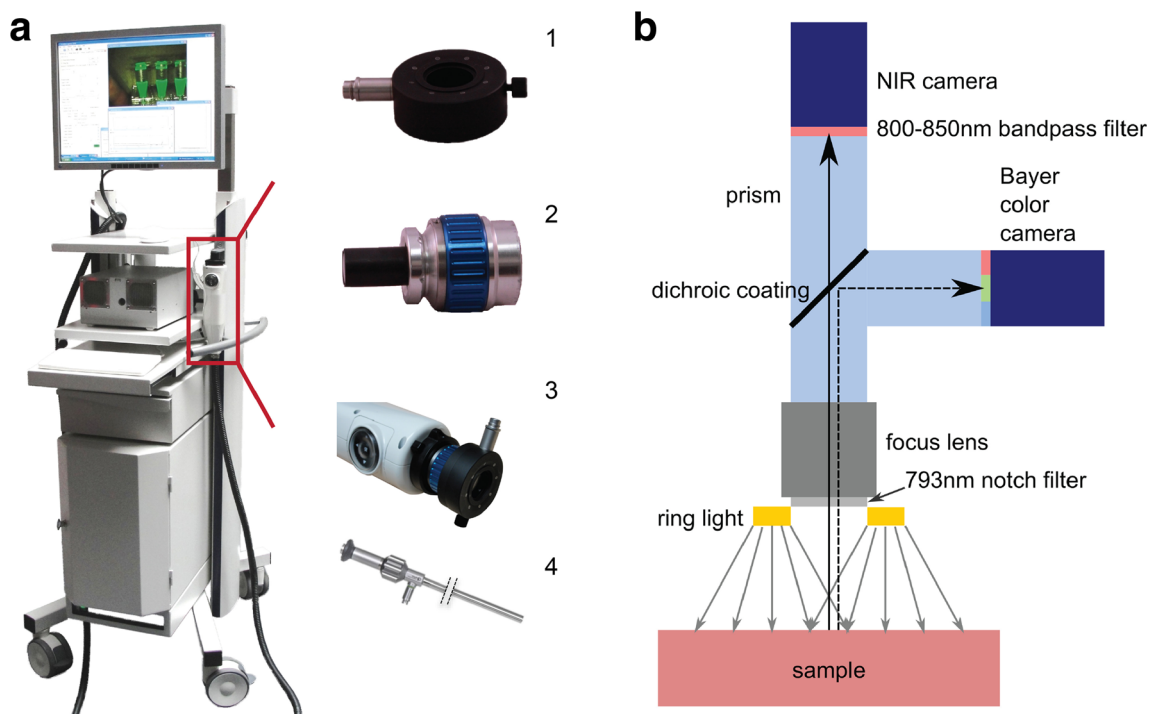 a
1
2
3
4
b
NIR camera
800-850nm bandpass filter
prism
Bayer
color
camera
dichroic coating
focus lens
793nm notch filter
ring light
sample